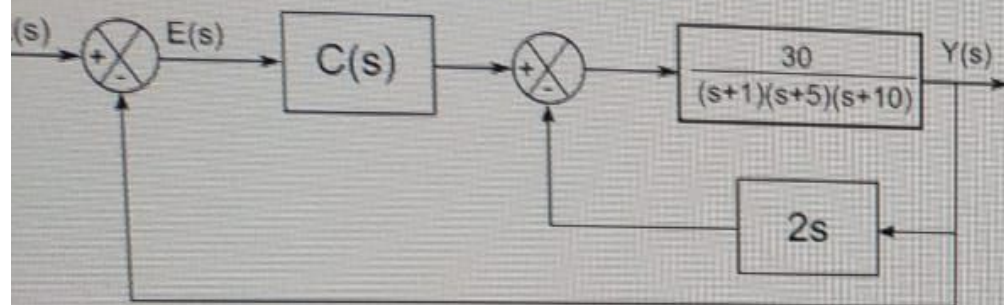 (s)
+
-
E(s)
C(s)
+
-
30
(s+1)(s+5)(s+10)
Y(s)
2s